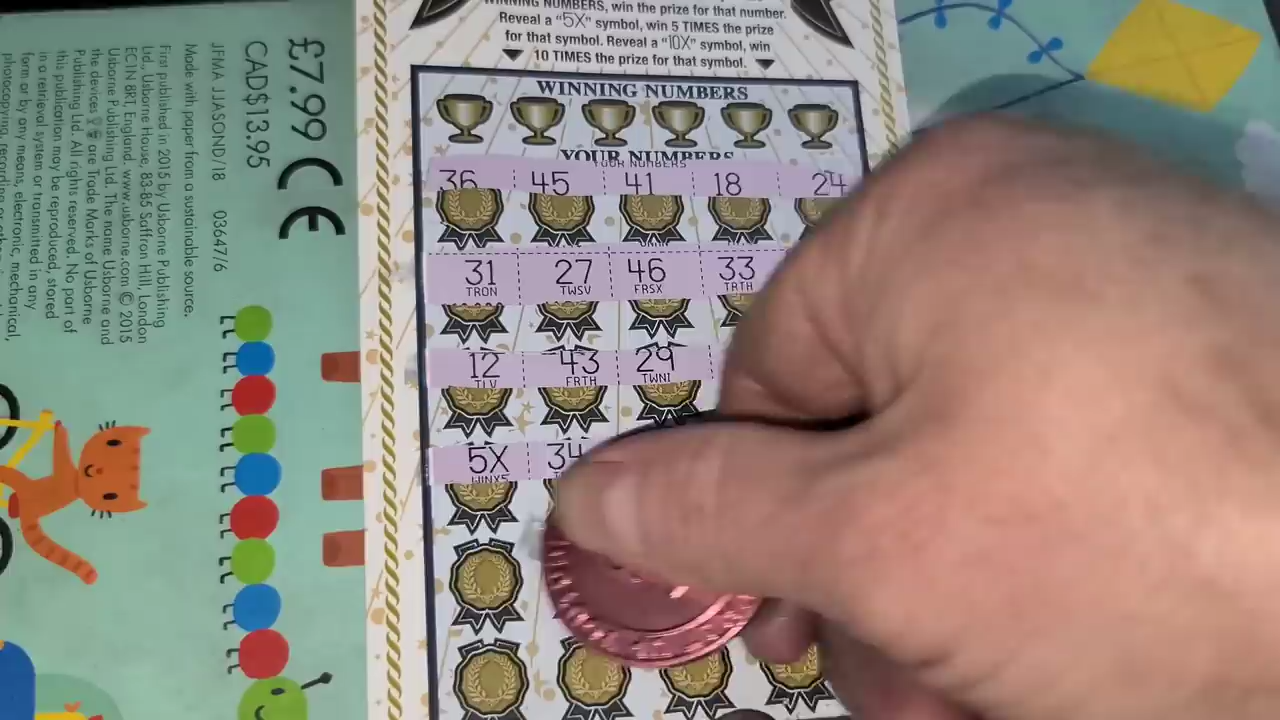 WINNING NUMBERS, win the prize for that number.
Reveal a "5X" symbol, win 5 TIMES the prize
for that symbol. Reveal a "10X" symbol, win
10 TIMES the prize for that symbol.
WINNING NUMBERS
YOUR NUMBERS
YOUR NUMBERS
36 45 41 18 24
31 27 46 33
TRON TWSV FRSX TRTH
12 43 29
TLV FRTH TWNI
5X 34
WINX5
£7.99 CE
CAD$13.95
JFMA JJASOND/18 03647/6
Made with paper from a sustainable source.
First published in 2015 by Usborne Publishing
Ltd., Usborne House, 83-85 Saffron Hill, London
EC1N 8RT, England. www.usborne.com © 2015
Usborne Publishing Ltd. The name Usborne and
the devices are Trade Marks of Usborne
Publishing Ltd. All rights reserved. No part of
this publication may be reproduced, stored
in a retrieval system or transmitted in any
form or by any means, electronic, mechanical,
photocopying, recording or